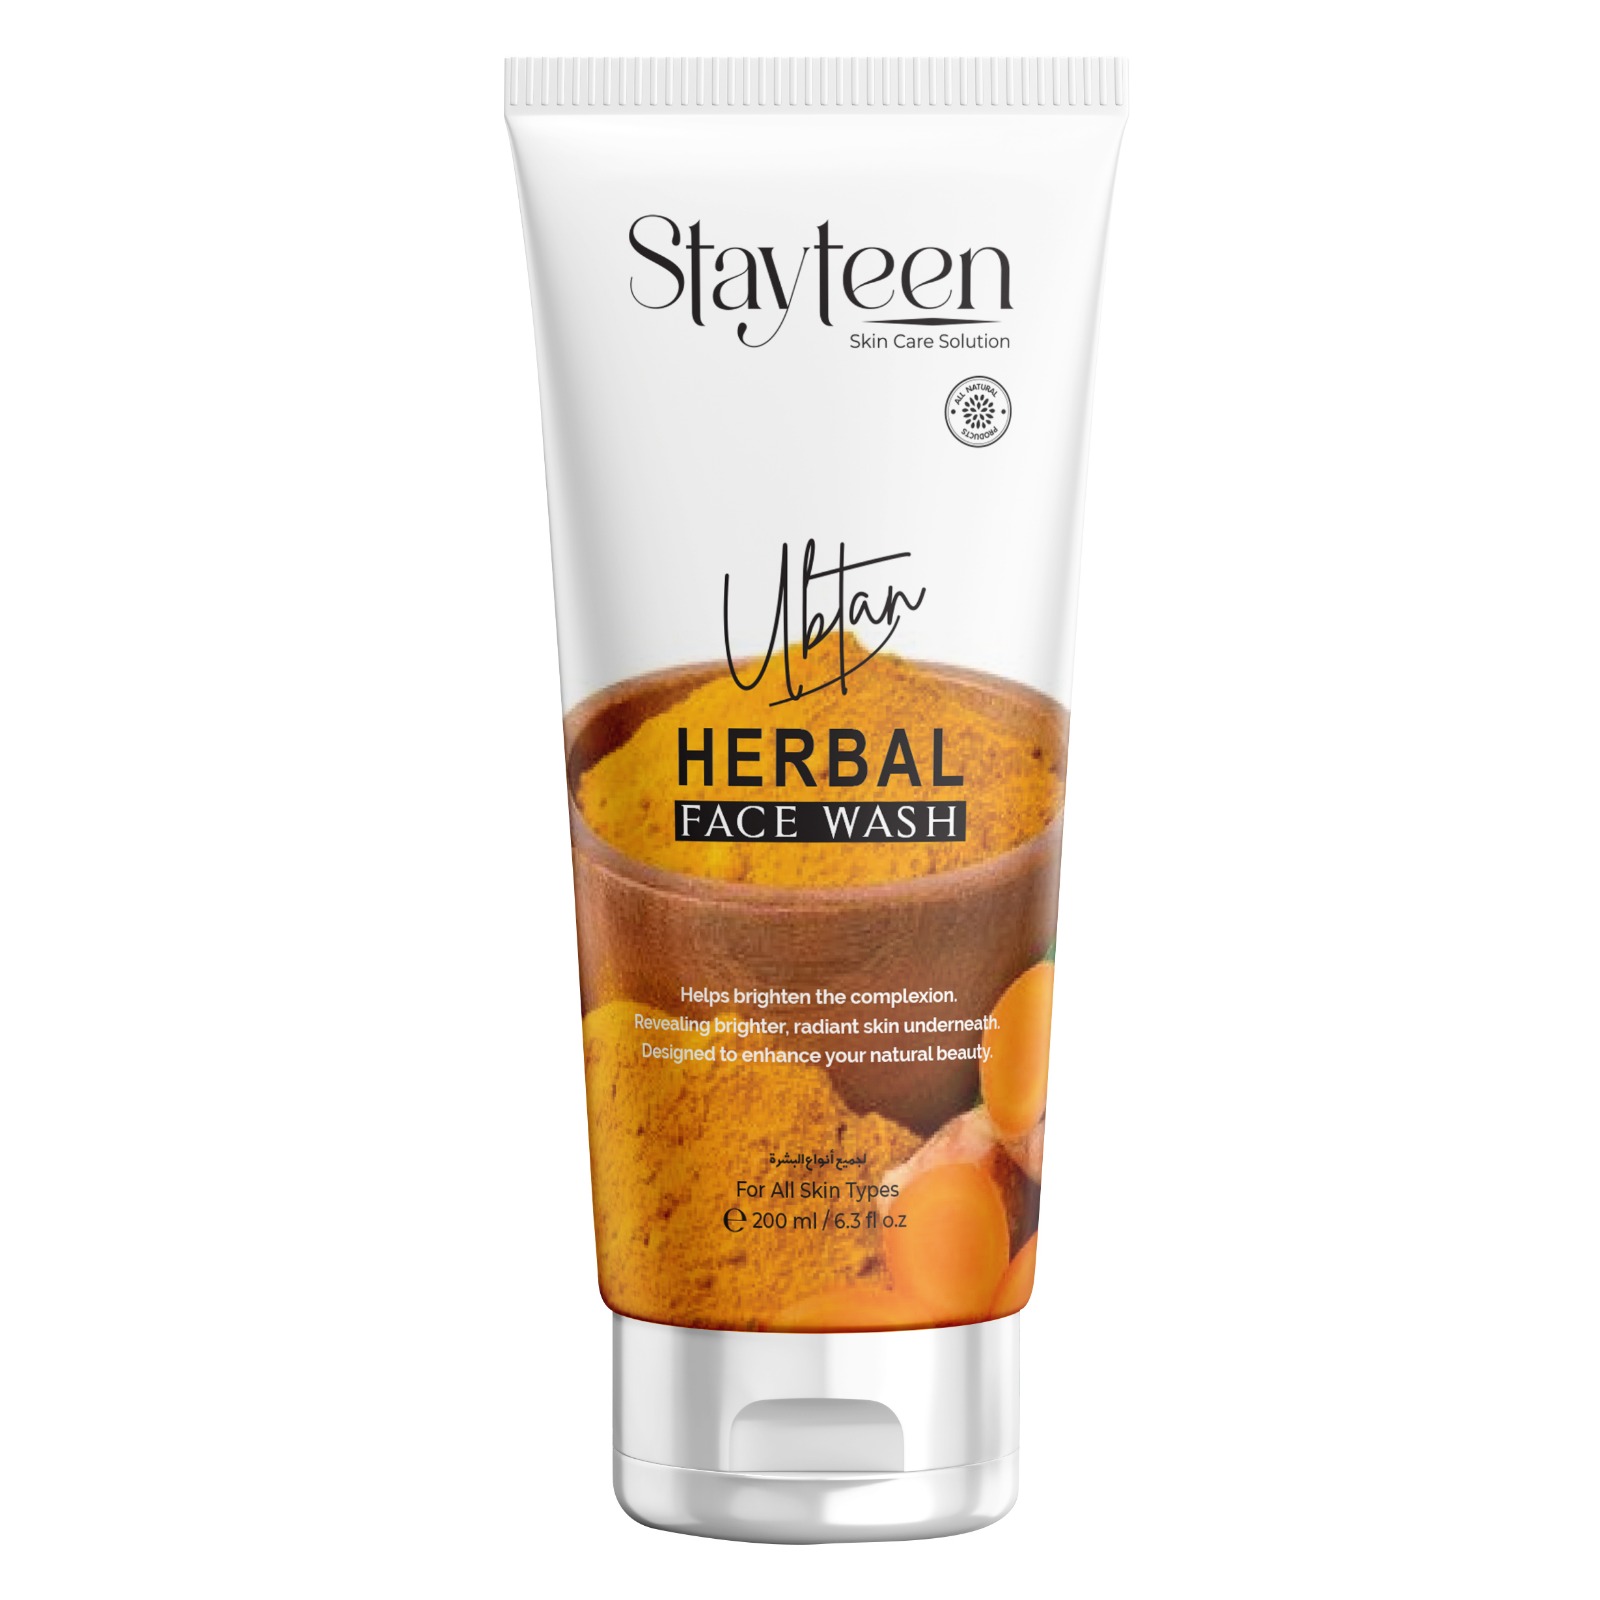 Stayteen
Skin Care Solution
ALL NATURAL
PRODUCTS
Ubtan
HERBAL
FACE WASH
Helps brighten the complexion.
Revealing brighter, radiant skin underneath.
Designed to enhance your natural beauty.
لجميع أنواع البشرة
For All Skin Types
℮ 200 ml / 6.3 fl o.z